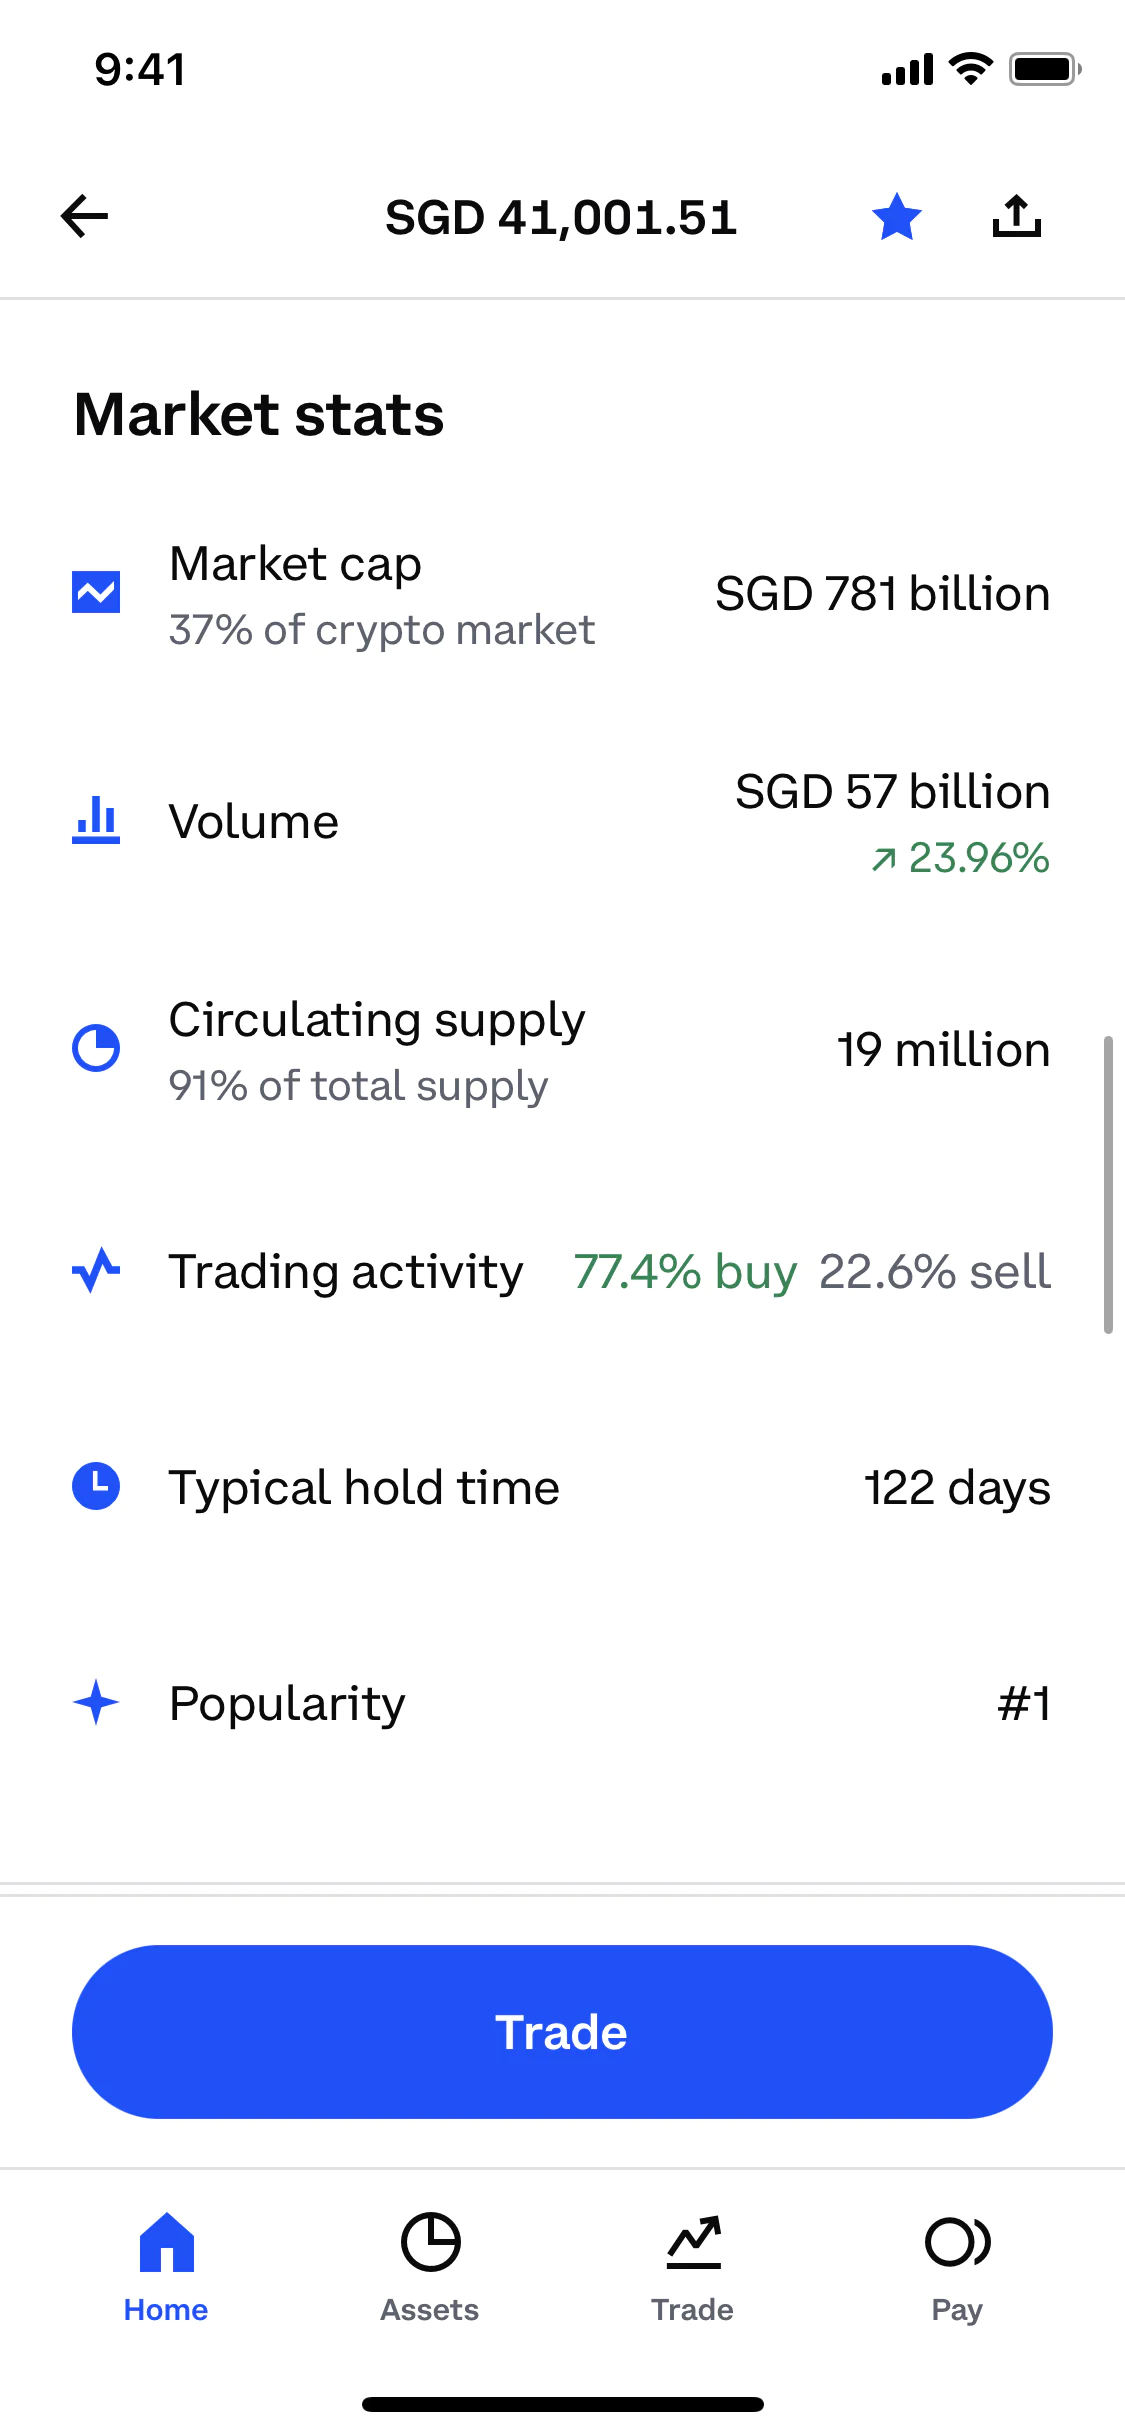 9:41
SGD 41,001.51
Market stats
Market cap
37% of crypto market
SGD 781 billion
Volume
SGD 57 billion
↗ 23.96%
Circulating supply
91% of total supply
19 million
Trading activity 77.4% buy 22.6% sell
Typical hold time 122 days
Popularity #1
Trade
Home Assets Trade Pay